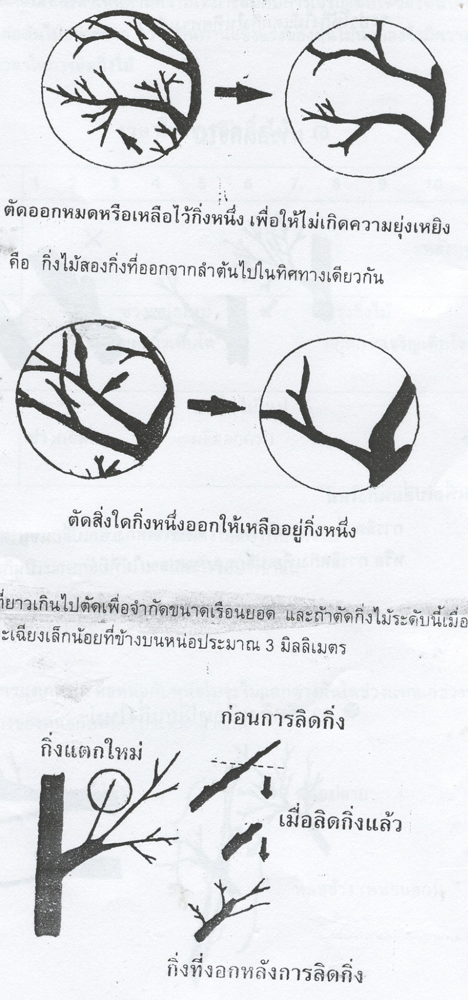 ตัดออกหมดหรือเหลือไว้กิ่งหนึ่ง เพื่อให้ไม่เกิดความยุ่งเหยิง
คือ กิ่งไม้สองกิ่งที่ออกจากลำต้นไปในทิศทางเดียวกัน
ตัดสิ่งใดกิ่งหนึ่งออกให้เหลืออยู่กิ่งหนึ่ง
ที่ยาวเกินไปตัดเพื่อจำกัดขนาดเรือนยอด และถ้าตัดกิ่งไม้ระดับนี้เมื่อ
ะเฉียงเล็กน้อยที่ข้างบนหน่อประมาณ 3 มิลลิเมตร
ก่อนการลิดกิ่ง
กิ่งแตกใหม่
เมื่อลิดกิ่งแล้ว
กิ่งที่งอกหลังการลิดกิ่ง